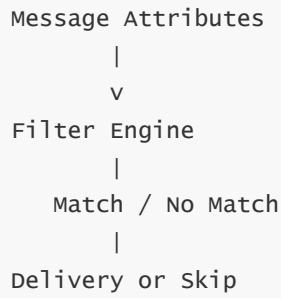 Message Attributes
|
v
Filter Engine
|
Match / No Match
|
Delivery or Skip